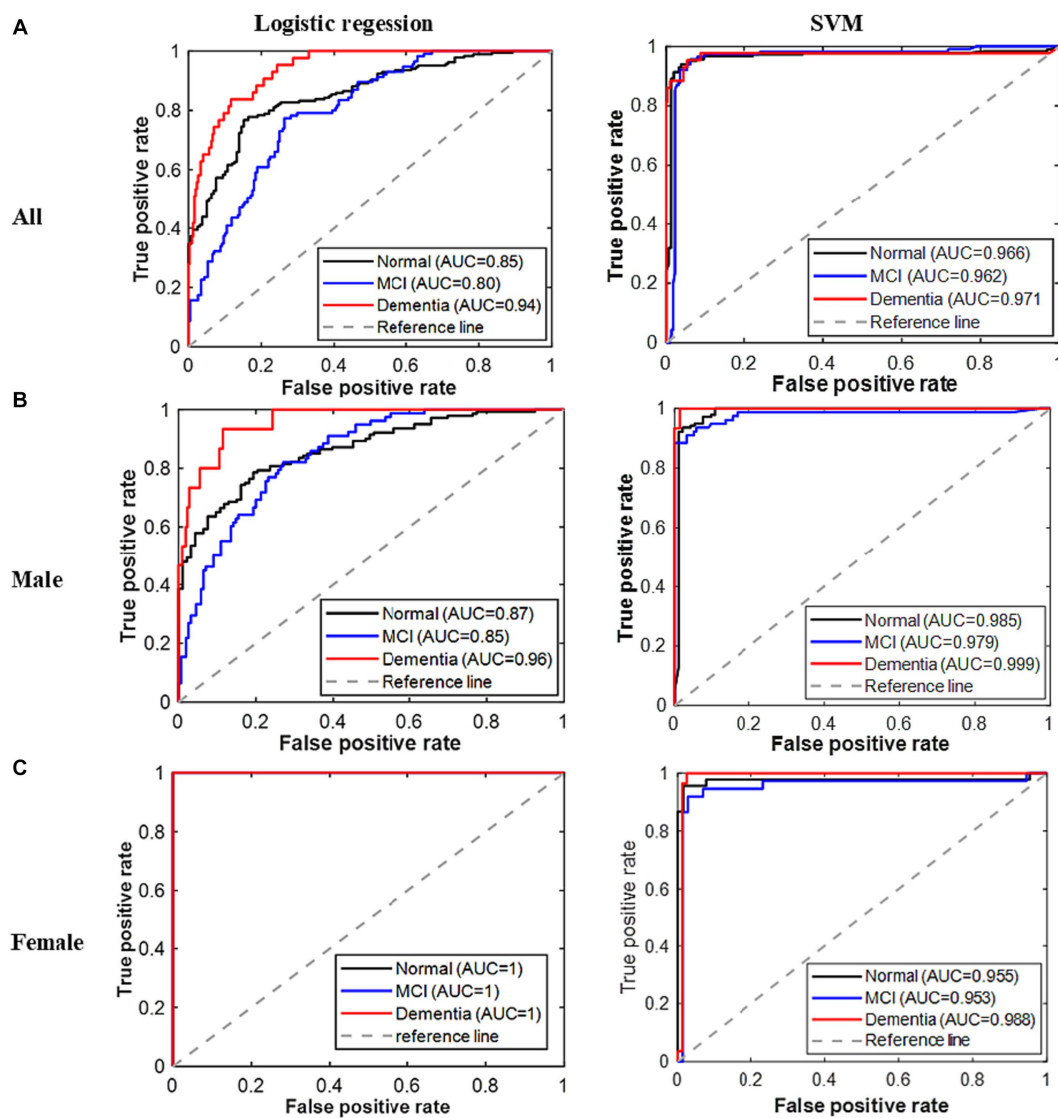 Logistic regession
SVM
A
All
True positive rate
1
0.8
0.6
0.4
0.2
0
Normal (AUC=0.85)
MCI (AUC=0.80)
Dementia (AUC=0.94)
Reference line
0 0.2 0.4 0.6 0.8 1
False positive rate
True positive rate
1
0.8
0.6
0.4
0.2
0
Normal (AUC=0.966)
MCI (AUC=0.962)
Dementia (AUC=0.971
Reference line
0 0.2 0.4 0.6 0.8 1
False positive rate
B
Male
True positive rate
1
0.8
0.6
0.4
0.2
0
Normal (AUC=0.87)
MCI (AUC=0.85)
Dementia (AUC=0.96)
Reference line
0 0.2 0.4 0.6 0.8 1
False positive rate
True positive rate
1
0.8
0.6
0.4
0.2
0
Normal (AUC=0.985)
MCI (AUC=0.979)
Dementia (AUC=0.999)
Reference line
0 0.2 0.4 0.6 0.8 1
False positive rate
C
Female
True positive rate
1
0.8
0.6
0.4
0.2
0
Normal (AUC=1)
MCI (AUC=1)
Dementia (AUC=1)
reference line
0 0.2 0.4 0.6 0.8 1
False positive rate
True positive rate
1
0.8
0.6
0.4
0.2
0
Normal (AUC=0.955)
MCI (AUC=0.953)
Dementia (AUC=0.988)
Reference line
0 0.2 0.4 0.6 0.8 1
False positive rate